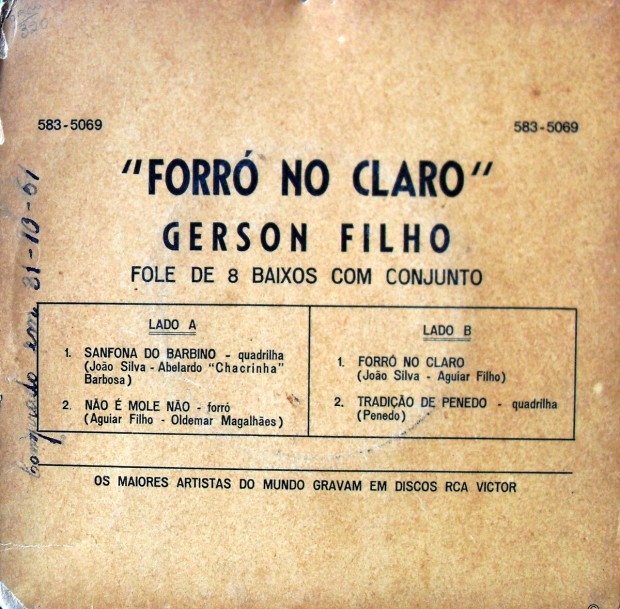 583-5069
583-5069
"FORRÓ NO CLARO"
GERSON FILHO
FOLE DE 8 BAIXOS COM CONJUNTO
LADO A
1. SANFONA DO BARBINO - quadrilha
(João Silva - Abelardo "Chacrinha"
Barbosa)
2. NÃO É MOLE NÃO - forró
(Aguiar Filho - Oldemar Magalhães)
LADO B
1. FORRÓ NO CLARO
(João Silva - Aguiar Filho)
2. TRADIÇÃO DE PENEDO - quadrilha
(Penedo)
OS MAIORES ARTISTAS DO MUNDO GRAVAM EM DISCOS RCA VICTOR
em 31-10-61
©